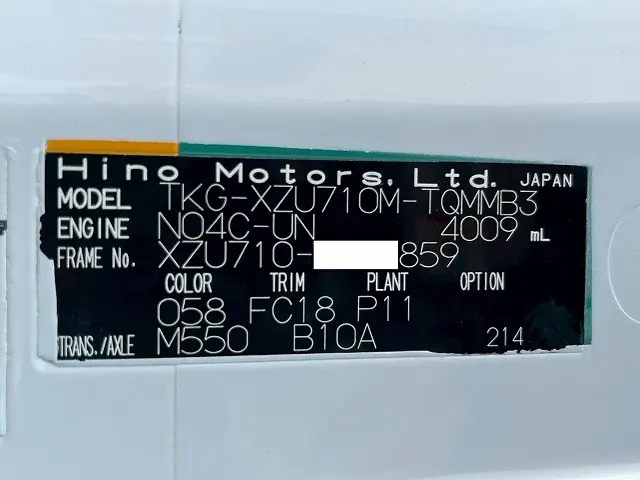 Hino Motors, Ltd. JAPAN
MODEL TKG-XZU710M-TQMMB3
ENGINE N04C-UN 4009 mL
FRAME No. XZU710- 859
COLOR TRIM PLANT OPTION
058 FC18 P11
TRANS./AXLE M550 B10A 214